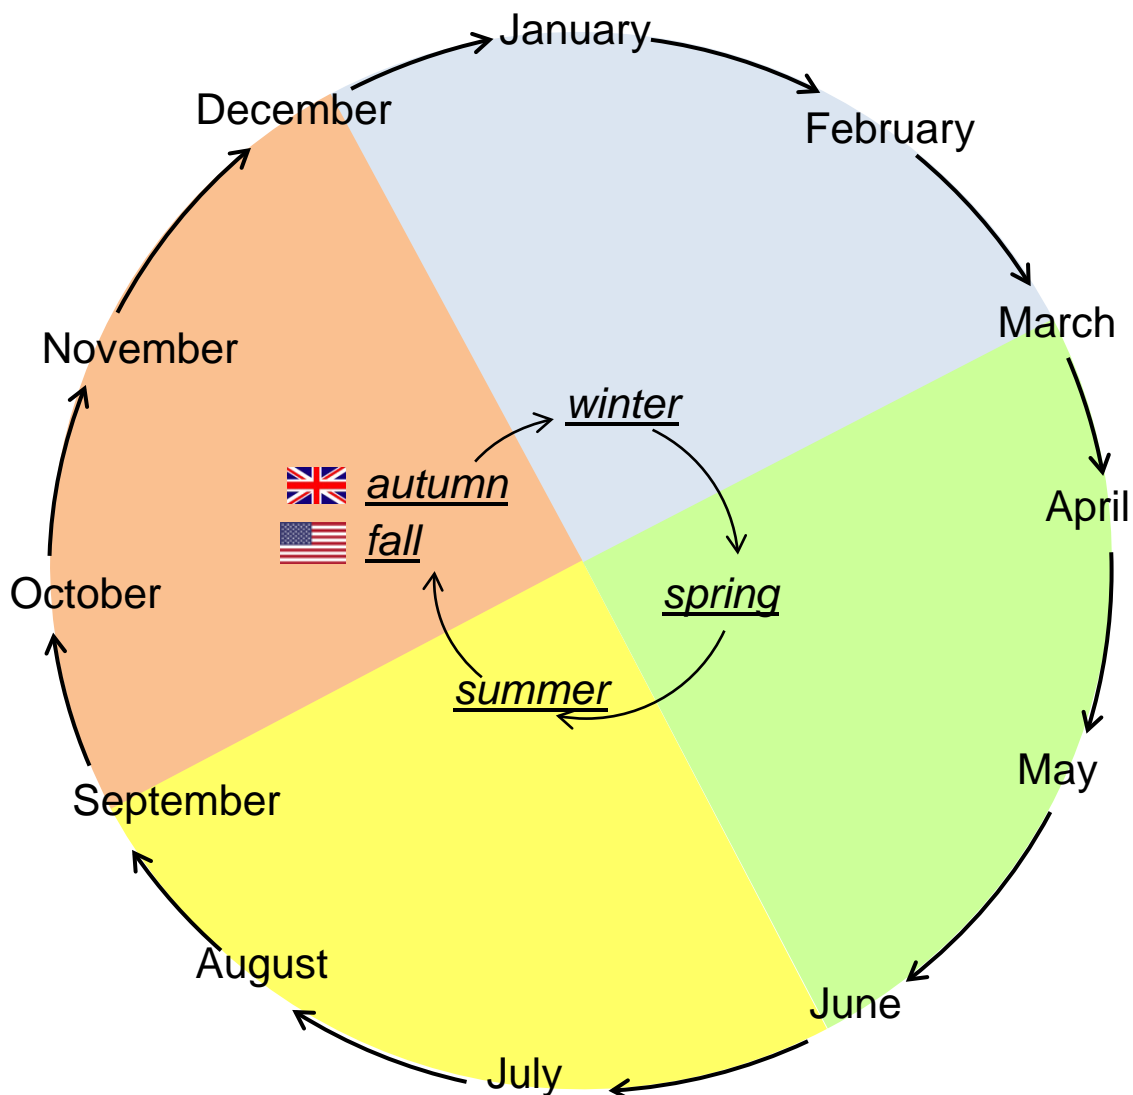 January
February
March
April
May
June
July
August
September
October
November
December
winter
spring
summer
autumn
fall